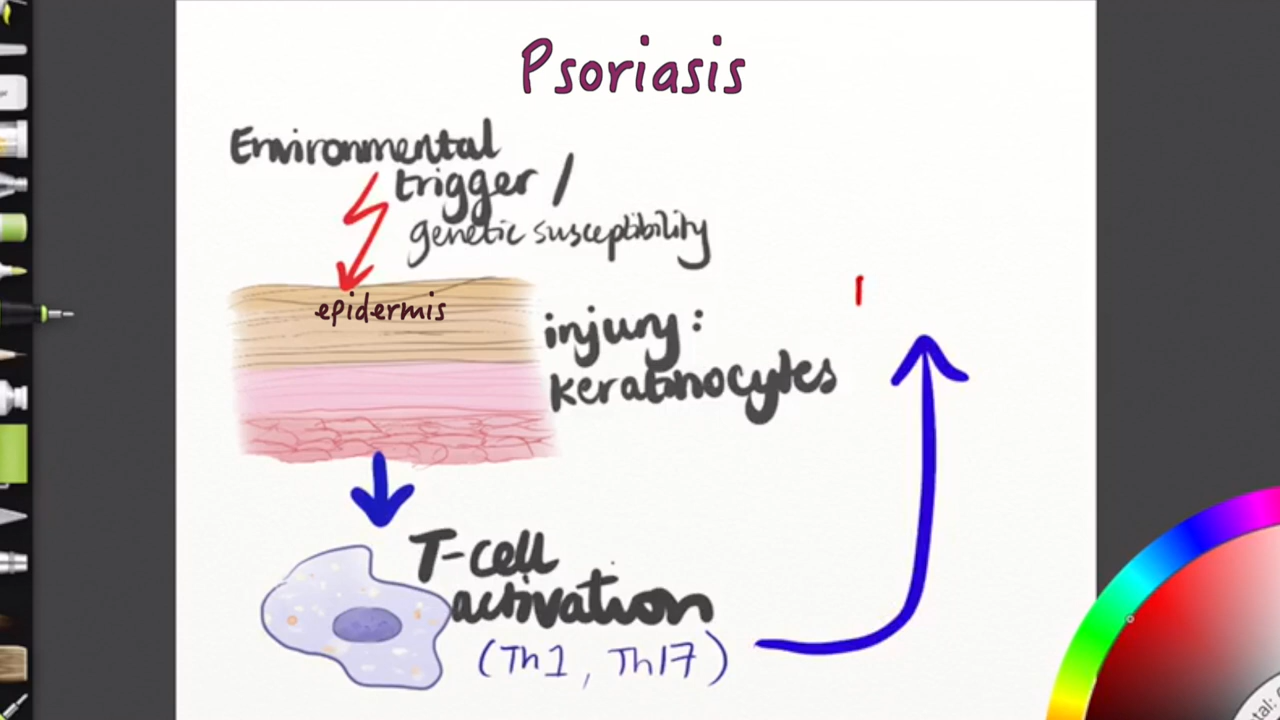 Psoriasis
Environmental
trigger /
genetic susceptibility
epidermis
injury:
keratinocytes
T-cell
activation
(Th1, Th17)